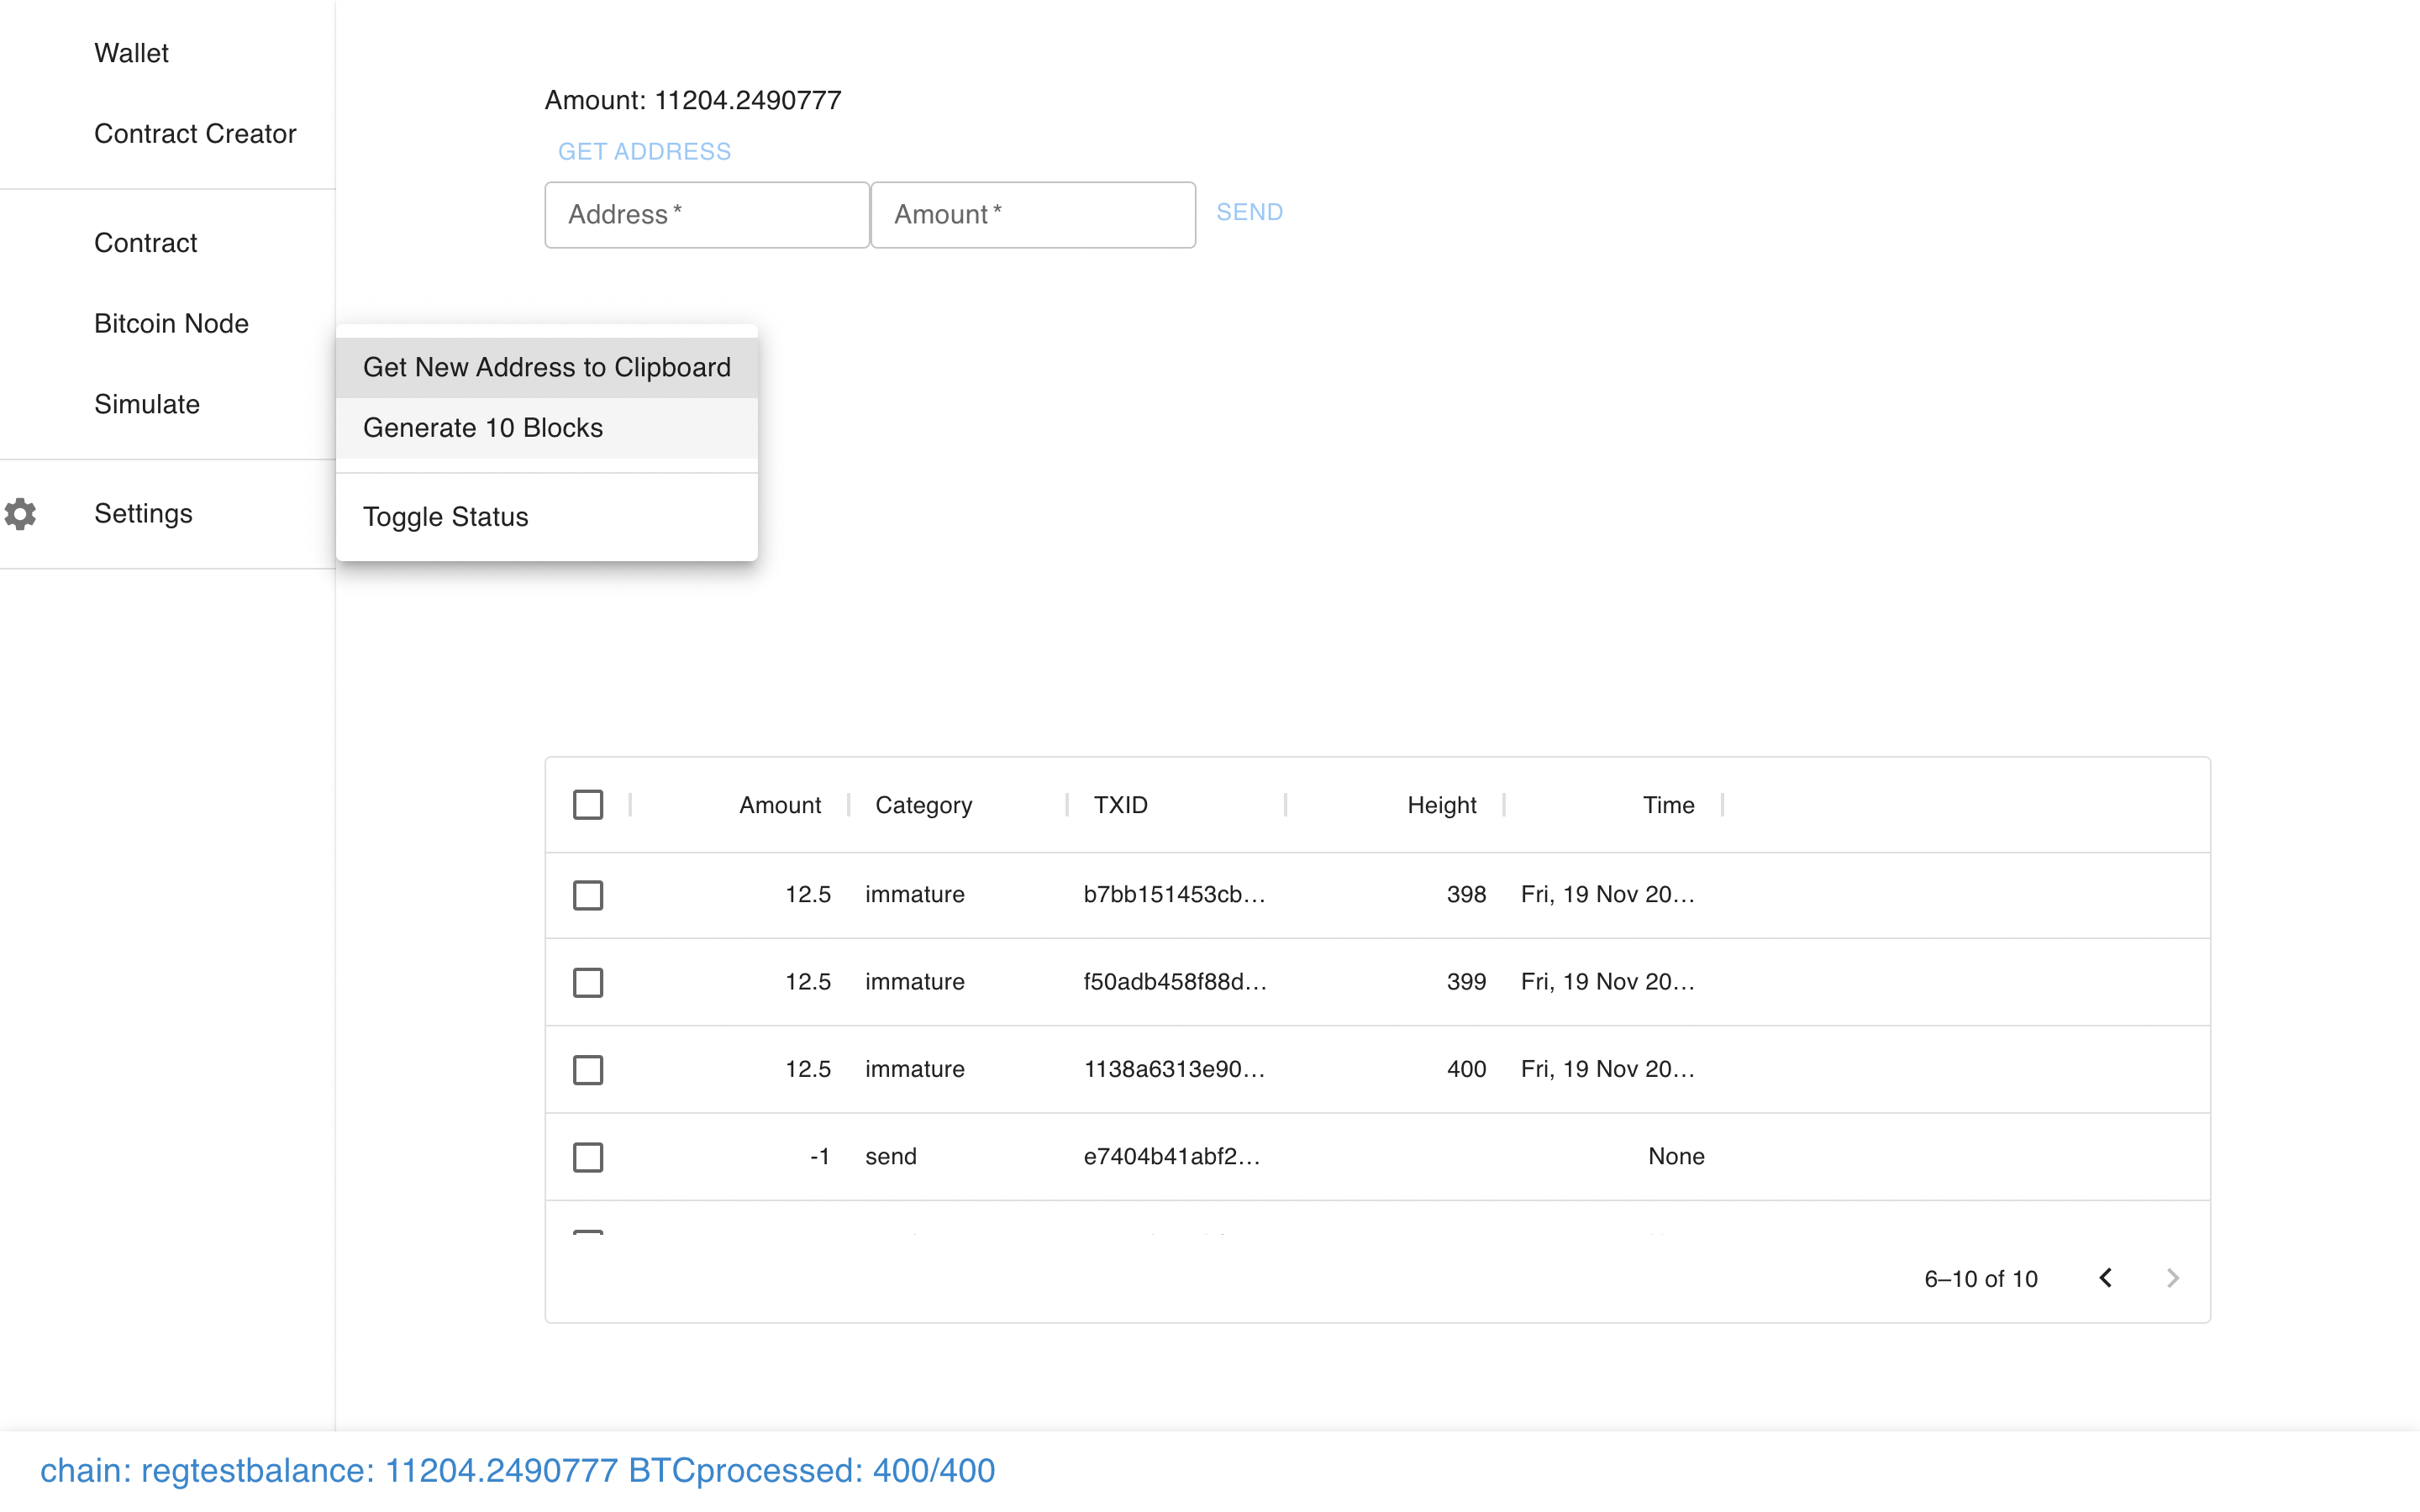 Wallet
Contract Creator
Contract
Bitcoin Node
Simulate
Settings
Amount: 11204.2490777
GET ADDRESS
Address *
Amount *
SEND
Get New Address to Clipboard
Generate 10 Blocks
Toggle Status
Amount Category TXID Height Time
12.5 immature b7bb151453cb... 398 Fri, 19 Nov 20...
12.5 immature f50adb458f88d... 399 Fri, 19 Nov 20...
12.5 immature 1138a6313e90... 400 Fri, 19 Nov 20...
-1 send e7404b41abf2... None
6–10 of 10
chain: regtestbalance: 11204.2490777 BTCprocessed: 400/400